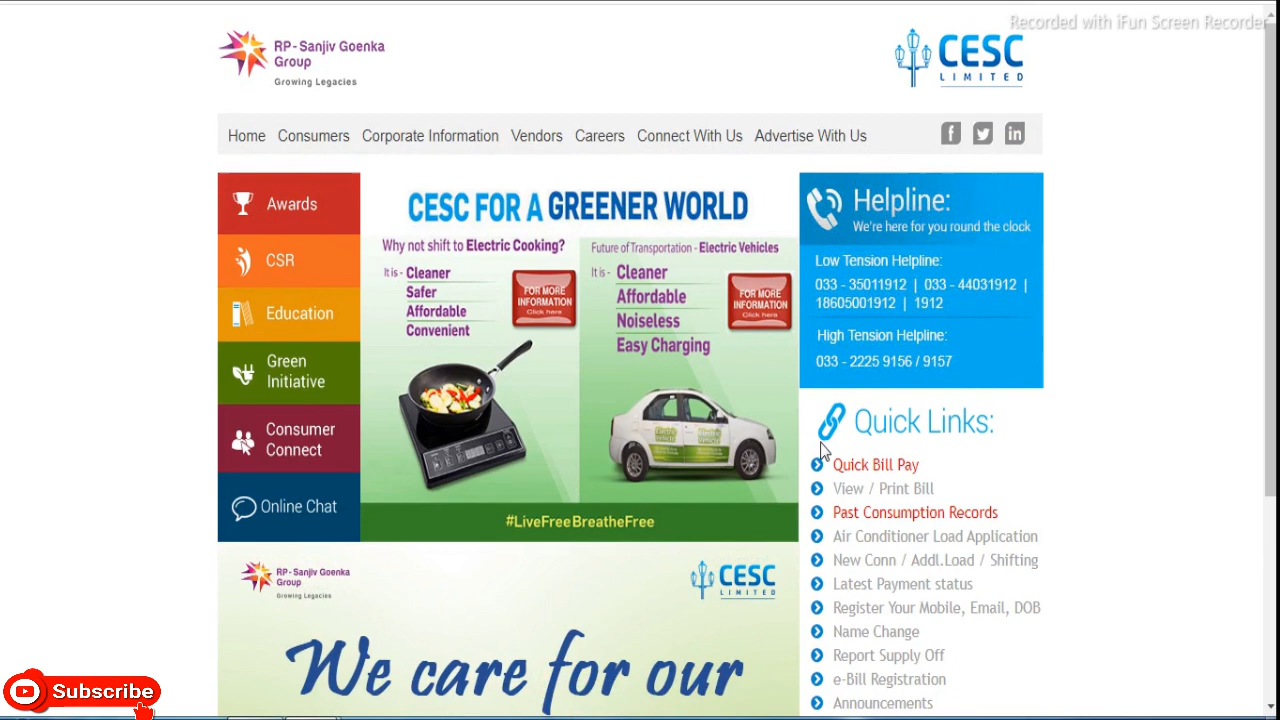 Recorded with iFun Screen Recorder
RP - Sanjiv Goenka
Group
Growing Legacies
CESC
LIMITED
Home Consumers Corporate Information Vendors Careers Connect With Us Advertise With Us
Awards
CSR
Education
Green
Initiative
Consumer
Connect
Online Chat
CESC FOR A GREENER WORLD
Why not shift to Electric Cooking?
It is - Cleaner
Safer
Affordable
Convenient
FOR MORE
INFORMATION
Click here
Future of Transportation - Electric Vehicles
It is - Cleaner
Affordable
Noiseless
Easy Charging
FOR MORE
INFORMATION
Click here
#LiveFreeBreatheFree
RP - Sanjiv Goenka
Group
Growing Legacies
CESC
LIMITED
We care for our
Helpline:
We're here for you round the clock
Low Tension Helpline:
033 - 35011912 | 033 - 44031912 |
18605001912 | 1912
High Tension Helpline:
033 - 2225 9156 / 9157
Quick Links:
Quick Bill Pay
View / Print Bill
Past Consumption Records
Air Conditioner Load Application
New Conn / Addl.Load / Shifting
Latest Payment status
Register Your Mobile, Email, DOB
Name Change
Report Supply Off
e-Bill Registration
Announcements
Subscribe